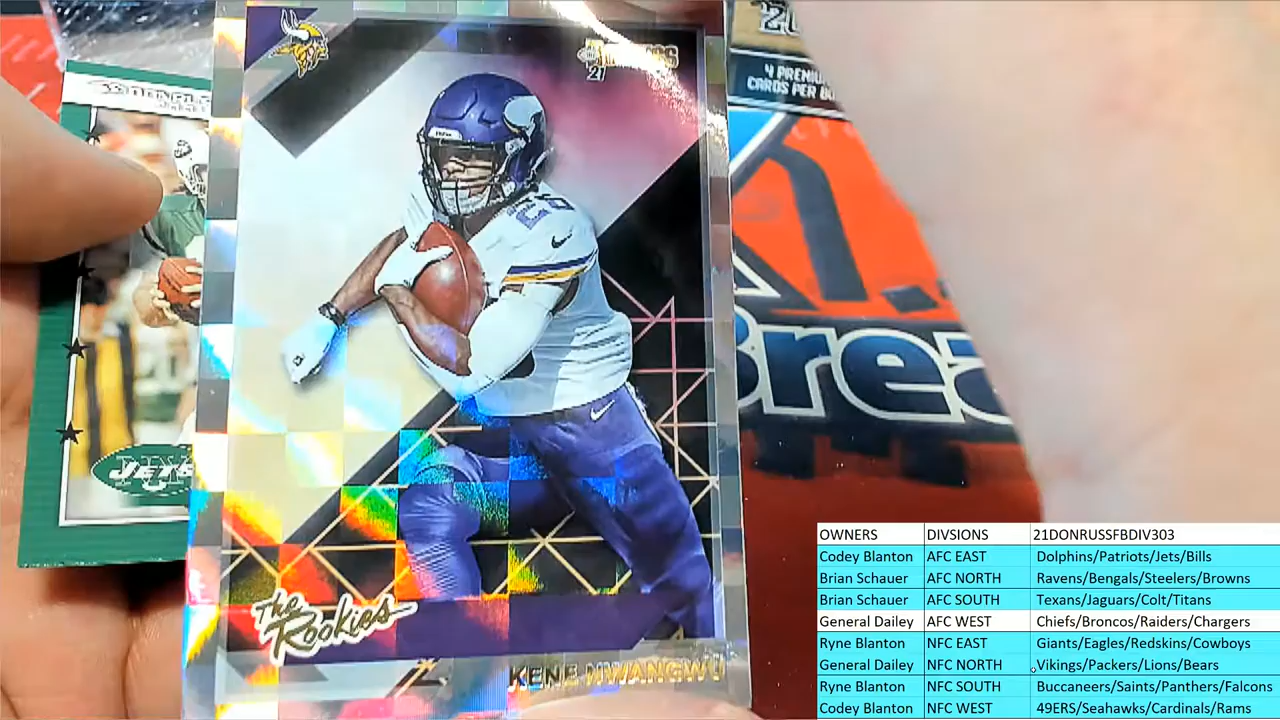 21
4 PREMIU
CARDS PER B
DONRUSS
26
JETS
Brea
The
Rookies
KENE NWANGWU
OWNERS DIVSIONS 21DONRUSSFBDIV303
Codey Blanton AFC EAST Dolphins/Patriots/Jets/Bills
Brian Schauer AFC NORTH Ravens/Bengals/Steelers/Browns
Brian Schauer AFC SOUTH Texans/Jaguars/Colt/Titans
General Dailey AFC WEST Chiefs/Broncos/Raiders/Chargers
Ryne Blanton NFC EAST Giants/Eagles/Redskins/Cowboys
General Dailey NFC NORTH Vikings/Packers/Lions/Bears
Ryne Blanton NFC SOUTH Buccaneers/Saints/Panthers/Falcons
Codey Blanton NFC WEST 49ERS/Seahawks/Cardinals/Rams